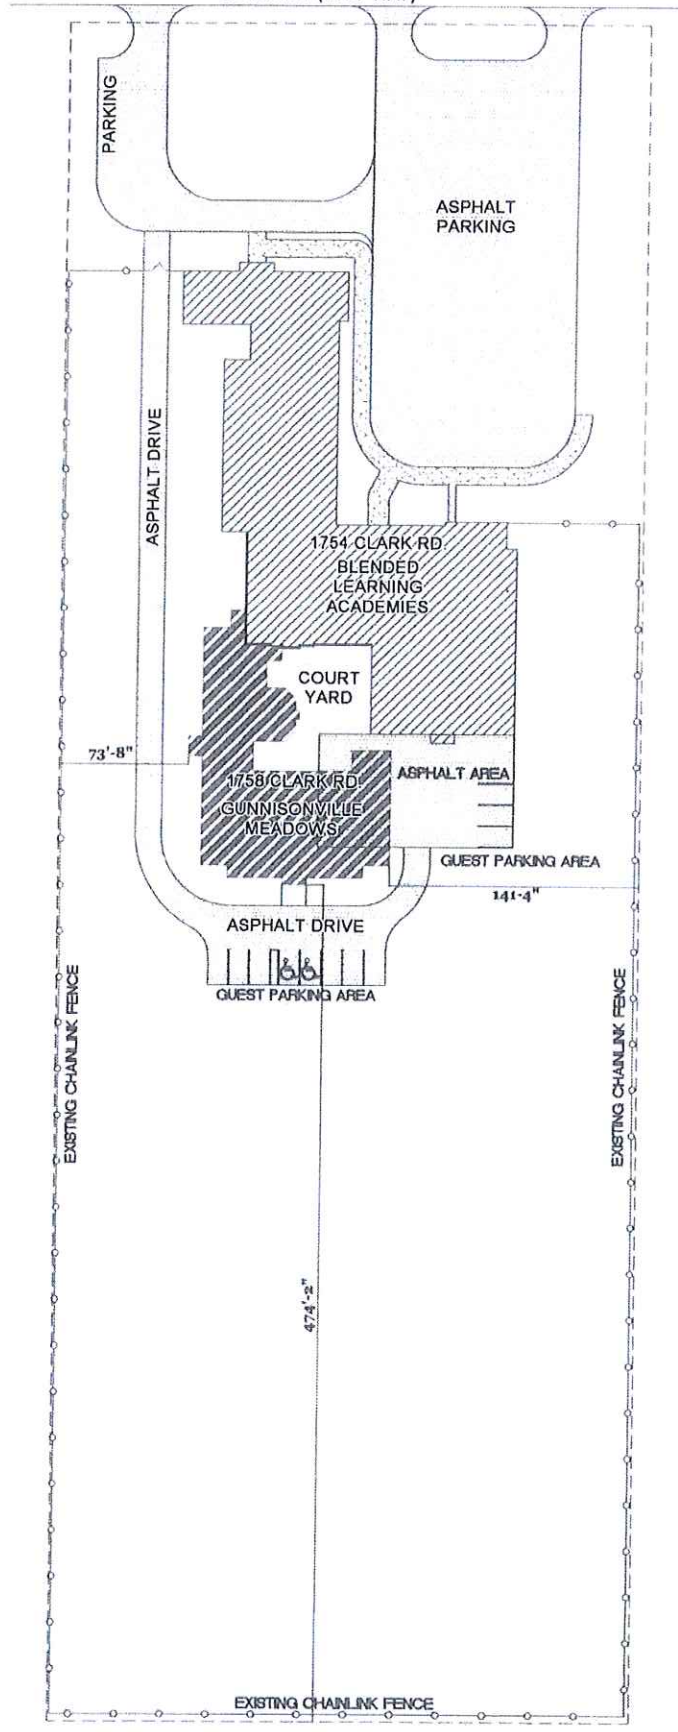 PARKING
ASPHALT
PARKING
ASPHALT DRIVE
1754 CLARK RD.
BLENDED
LEARNING
ACADEMIES
COURT
YARD
73'-8"
1758 CLARK RD.
GUNNISONVILLE
MEADOWS
ASPHALT AREA
GUEST PARKING AREA
141-4"
ASPHALT DRIVE
GUEST PARKING AREA
EXISTING CHAINLINK FENCE
EXISTING CHAINLINK FENCE
474'-2"
EXISTING CHAINLINK FENCE